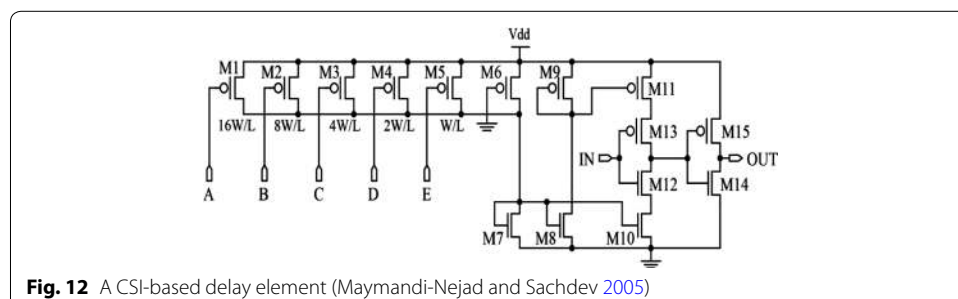 Vdd
M1 M2 M3 M4 M5 M6 M9
M11
16W/L 8W/L 4W/L 2W/L W/L
M13 M15
IN OUT
M12 M14
A B C D E
M7 M8 M10
Fig. 12 A CSI-based delay element (Maymandi-Nejad and Sachdev 2005)